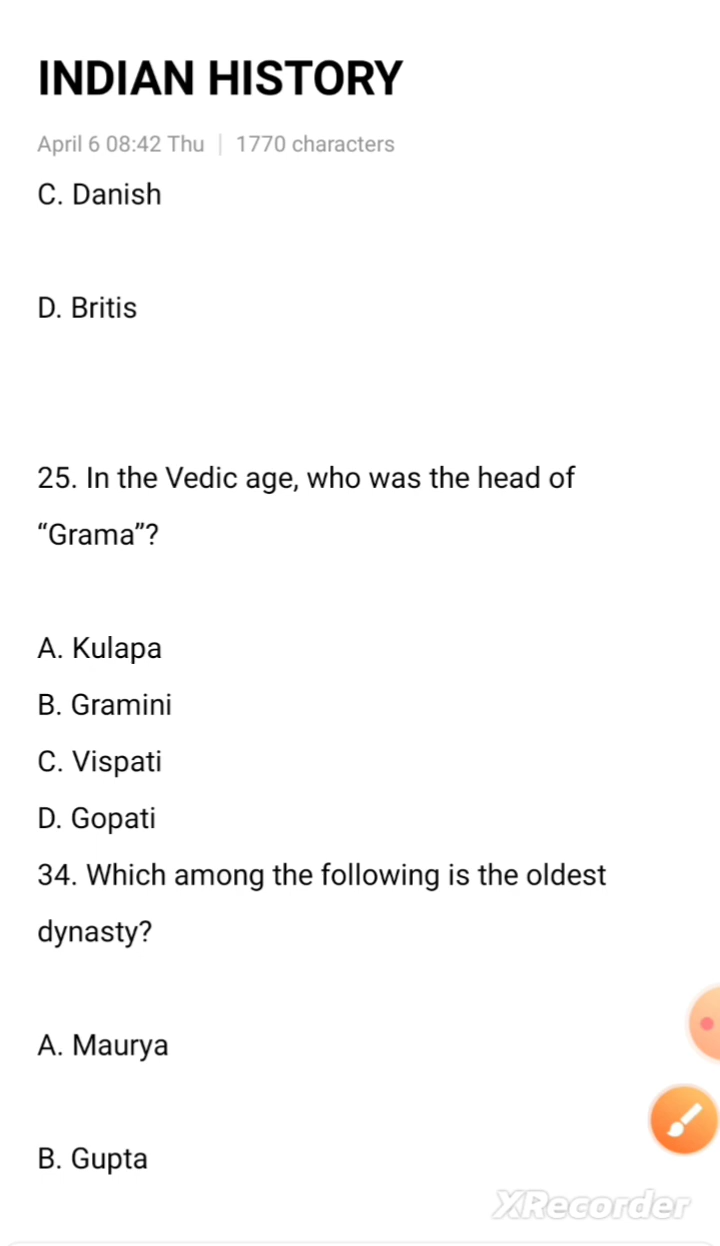 INDIAN HISTORY
April 6 08:42 Thu | 1770 characters
C. Danish
D. Britis
25. In the Vedic age, who was the head of
“Grama”?
A. Kulapa
B. Gramini
C. Vispati
D. Gopati
34. Which among the following is the oldest
dynasty?
A. Maurya
B. Gupta
XRecorder